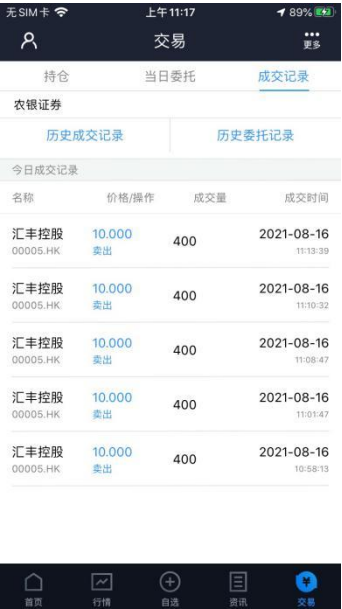 无SIM卡 上午11:17 89%
交易 更多
持仓 当日委托 成交记录
农银证券
历史成交记录 历史委托记录
今日成交记录
名称 价格/操作 成交量 成交时间
汇丰控股 10.000 400 2021-08-16
00005.HK 卖出 11:13:39
汇丰控股 10.000 400 2021-08-16
00005.HK 卖出 11:10:32
汇丰控股 10.000 400 2021-08-16
00005.HK 卖出 11:08:47
汇丰控股 10.000 400 2021-08-16
00005.HK 卖出 11:01:47
汇丰控股 10.000 400 2021-08-16
00005.HK 卖出 10:58:13
首页 行情 自选 资讯 交易